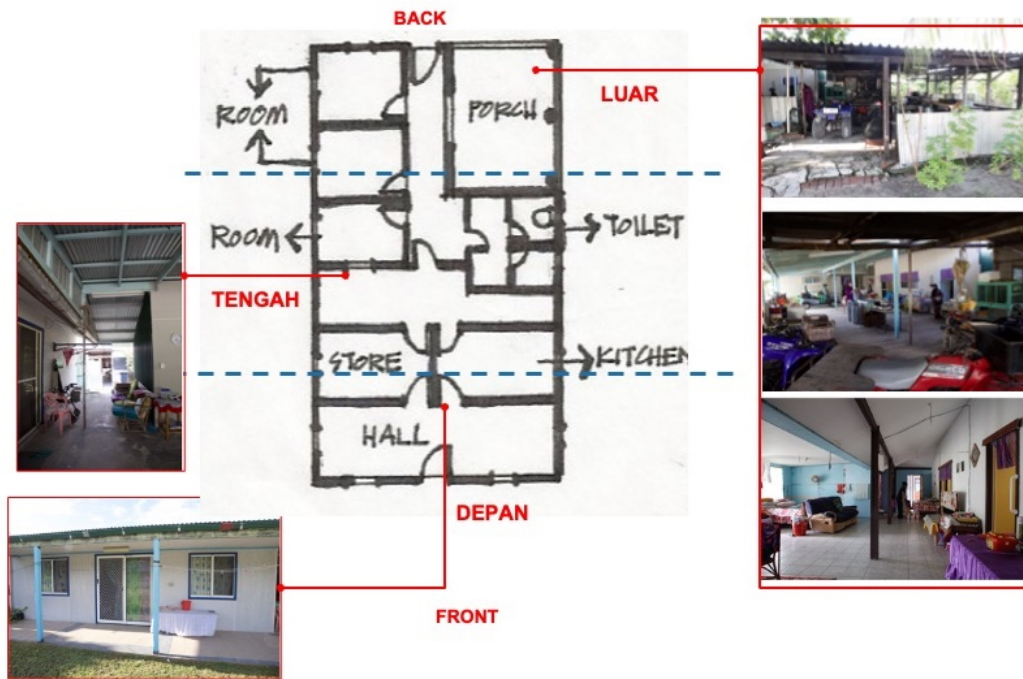 BACK
ROOM
PORCH
LUAR
ROOM
TOILET
TENGAH
STORE
KITCHEN
HALL
DEPAN
FRONT